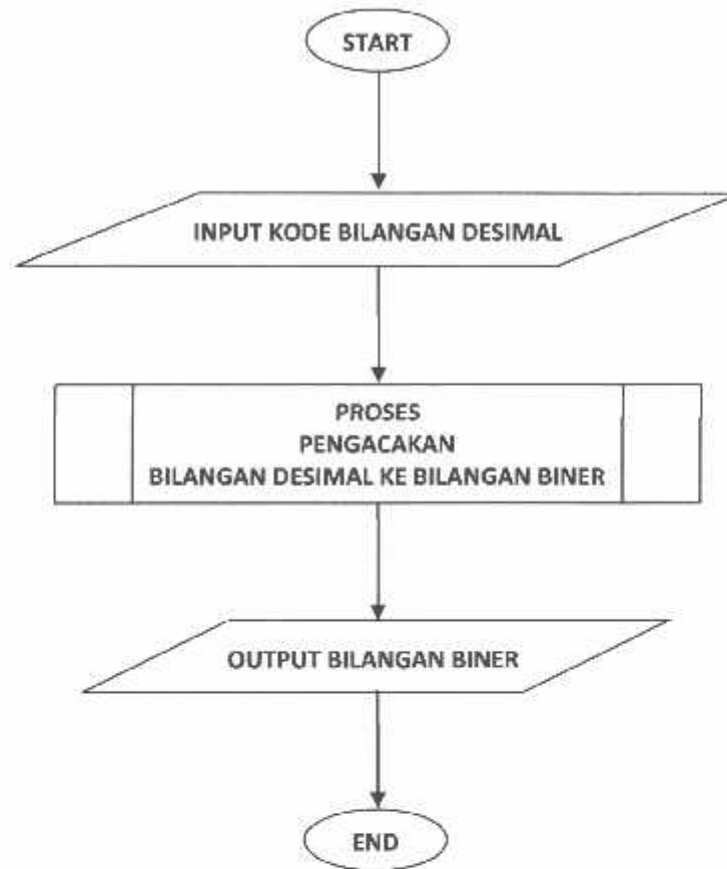 START
INPUT KODE BILANGAN DESIMAL
PROSES
PENGACAKAN
BILANGAN DESIMAL KE BILANGAN BINER
OUTPUT BILANGAN BINER
END